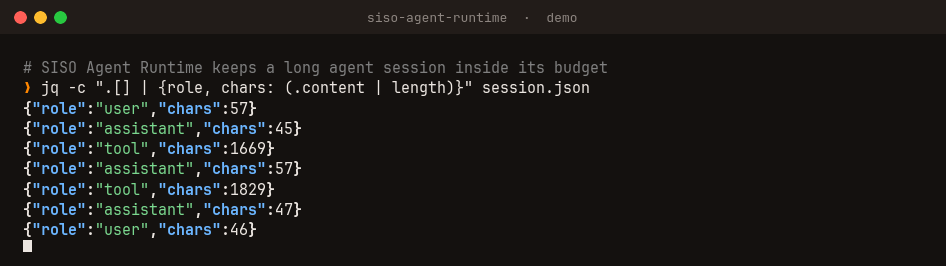 siso-agent-runtime · demo
# SISO Agent Runtime keeps a long agent session inside its budget
❯ jq -c ".[] | {role, chars: (.content | length)}" session.json
{"role":"user","chars":57}
{"role":"assistant","chars":45}
{"role":"tool","chars":1669}
{"role":"assistant","chars":57}
{"role":"tool","chars":1829}
{"role":"assistant","chars":47}
{"role":"user","chars":46}